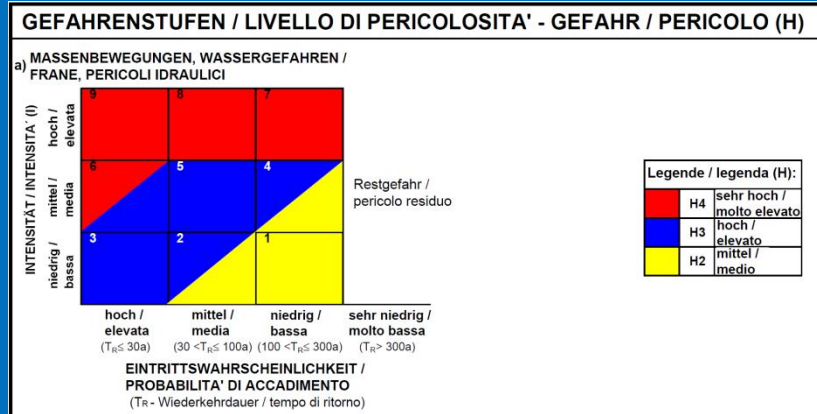 GEFAHRENSTUFEN / LIVELLO DI PERICOLOSITA' - GEFAHR / PERICOLO (H)
a) MASSENBEWEGUNGEN, WASSERGEFAHREN /
FRANE, PERICOLI IDRAULICI
INTENSITÄT / INTENSITA´ (I)
hoch /
elevata
9
8
7
mittel /
media
6
5
4
niedrig /
bassa
3
2
1
Restgefahr /
pericolo residuo
hoch /
elevata
(TR≤ 30a)
mittel /
media
(30 <TR≤ 100a)
niedrig /
bassa
(100 <TR≤ 300a)
sehr niedrig /
molto bassa
(TR> 300a)
EINTRITTSWAHRSCHEINLICHKEIT /
PROBABILITA' DI ACCADIMENTO
(TR - Wiederkehrdauer / tempo di ritorno)
Legende / legenda (H):
H4 sehr hoch /
molto elevato
H3 hoch /
elevato
H2 mittel /
medio